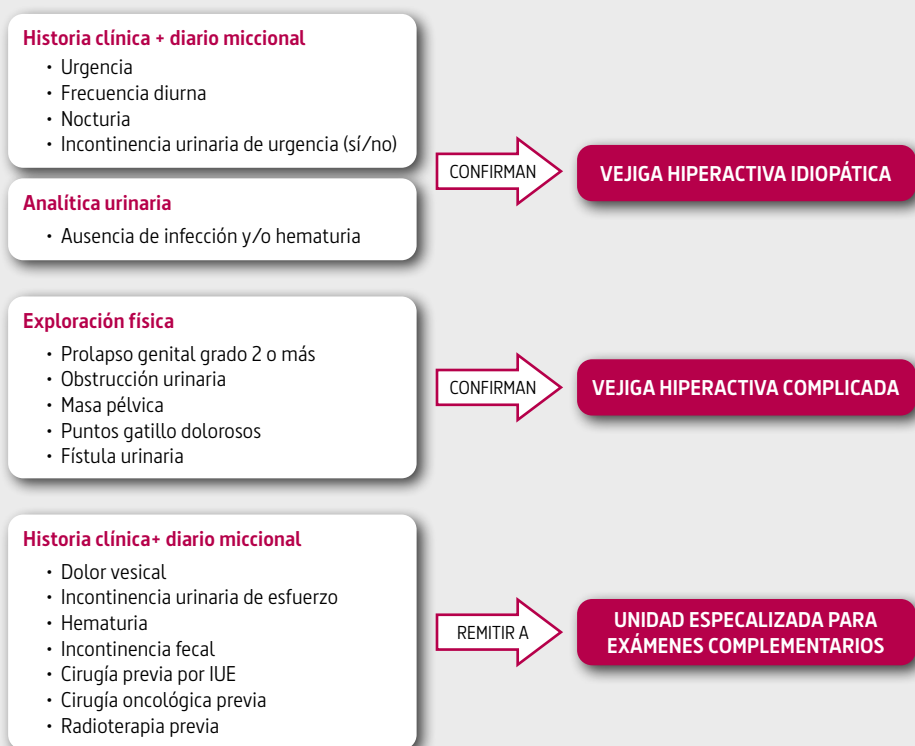 Historia clínica + diario miccional
• Urgencia
• Frecuencia diurna
• Nocturia
• Incontinencia urinaria de urgencia (sí/no)
Analítica urinaria
• Ausencia de infección y/o hematuria
CONFIRMAN
VEJIGA HIPERACTIVA IDIOPÁTICA
Exploración física
• Prolapso genital grado 2 o más
• Obstrucción urinaria
• Masa pélvica
• Puntos gatillo dolorosos
• Fístula urinaria
CONFIRMAN
VEJIGA HIPERACTIVA COMPLICADA
Historia clínica+ diario miccional
• Dolor vesical
• Incontinencia urinaria de esfuerzo
• Hematuria
• Incontinencia fecal
• Cirugía previa por IUE
• Cirugía oncológica previa
• Radioterapia previa
REMITIR A
UNIDAD ESPECALIZADA PARA
EXÁMENES COMPLEMENTARIOS